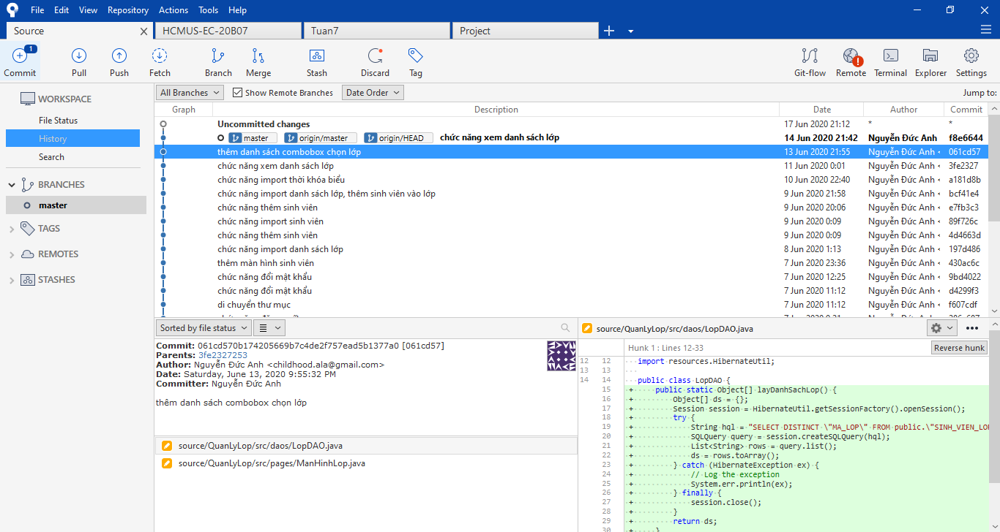 File Edit View Repository Actions Tools Help
Source HCMUS-EC-20B07 Tuan7 Project
1
Commit Pull Push Fetch Branch Merge Stash Discard Tag Git-flow Remote Terminal Explorer Settings
WORKSPACE
File Status
History
Search
BRANCHES
master
TAGS
REMOTES
STASHES
All Branches Show Remote Branches Date Order Jump to:
Graph Description Date Author Commit
Uncommitted changes 17 Jun 2020 21:12 * *
master origin/master origin/HEAD chức năng xem danh sách lớp 14 Jun 2020 21:42 Nguyễn Đức Anh f8e6644
thêm danh sách combobox chọn lớp 13 Jun 2020 21:55 Nguyễn Đức Anh < 061cd57
chức năng xem danh sách lớp 11 Jun 2020 0:01 Nguyễn Đức Anh < 3fe2327
chức năng import thời khóa biểu 10 Jun 2020 22:40 Nguyễn Đức Anh < a181d8b
chức năng import danh sách lớp, thêm sinh viên vào lớp 9 Jun 2020 21:58 Nguyễn Đức Anh < bcf41e4
chức năng thêm sinh viên 9 Jun 2020 20:06 Nguyễn Đức Anh < e7fb3c3
chức năng import sinh viên 9 Jun 2020 0:09 Nguyễn Đức Anh < 89f726c
chức năng thêm sinh viên 9 Jun 2020 0:09 Nguyễn Đức Anh < 4d4663d
chức năng import danh sách lớp 8 Jun 2020 1:13 Nguyễn Đức Anh < 197d486
thêm màn hình sinh viên 7 Jun 2020 23:36 Nguyễn Đức Anh < 430ac6c
chức năng đổi mật khẩu 7 Jun 2020 12:25 Nguyễn Đức Anh < 9bd4022
chức năng đổi mật khẩu 7 Jun 2020 11:12 Nguyễn Đức Anh < d4299f3
di chuyển thư mục 7 Jun 2020 11:12 Nguyễn Đức Anh < f607cdf
Sorted by file status
Commit: 061cd570b174205669b7c4de2f757ead5b1377a0 [061cd57]
Parents: 3fe2327253
Author: Nguyễn Đức Anh <childhood.ala@gmail.com>
Date: Saturday, June 13, 2020 9:55:32 PM
Committer: Nguyễn Đức Anh
thêm danh sách combobox chọn lớp
source/QuanLyLop/src/daos/LopDAO.java
source/QuanLyLop/src/pages/ManHinhLop.java
source/QuanLyLop/src/daos/LopDAO.java
Hunk 1 : Lines 12-33 Reverse hunk
12 12 import resources.HibernateUtil;
13 13
14 14 public class LopDAO {
15 + public static Object[] layDanhSachLop() {
16 + Object[] ds = {};
17 + Session session = HibernateUtil.getSessionFactory().openSession();
18 + try {
19 + String hql = "SELECT DISTINCT \"MA_LOP\" FROM public.\"SINH_VIEN_LOP
20 + SQLQuery query = session.createSQLQuery(hql);
21 + List<String> rows = query.list();
22 + ds = rows.toArray();
23 + } catch (HibernateException ex) {
24 + // Log the exception
25 + System.err.println(ex);
26 + } finally {
27 + session.close();
28 + }
29 + return ds;
30 + }